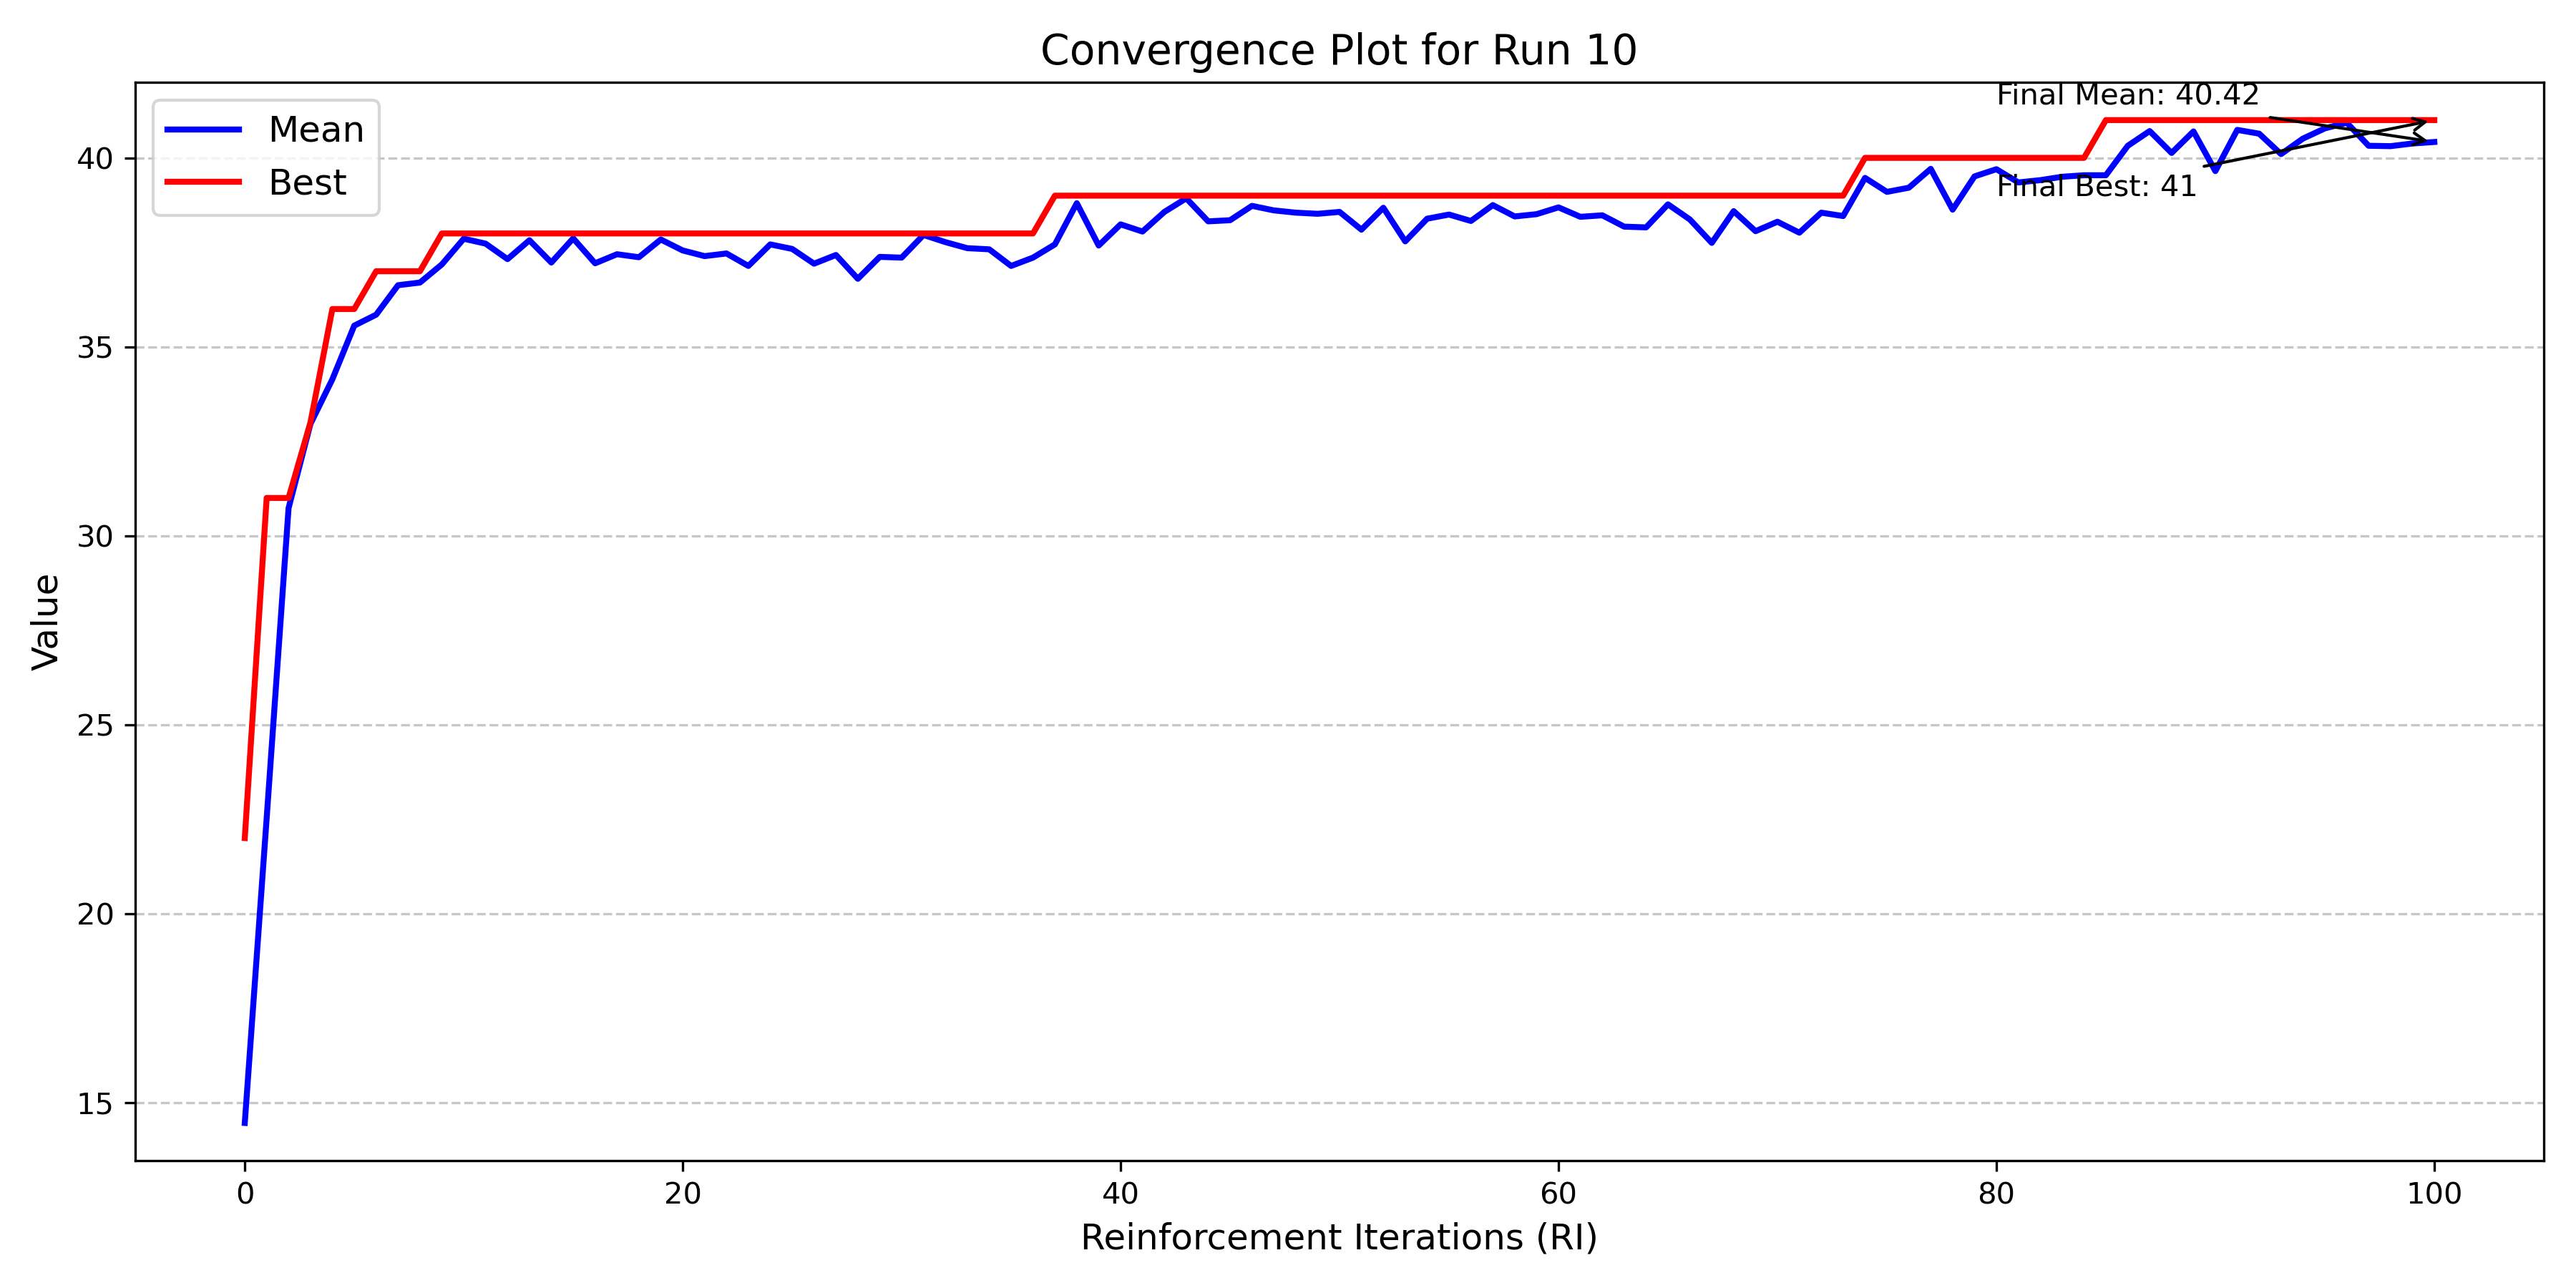 Convergence Plot for Run 10
Mean
Best
Final Mean: 40.42
Final Best: 41
Value
40
35
30
25
20
15
0 20 40 60 80 100
Reinforcement Iterations (RI)